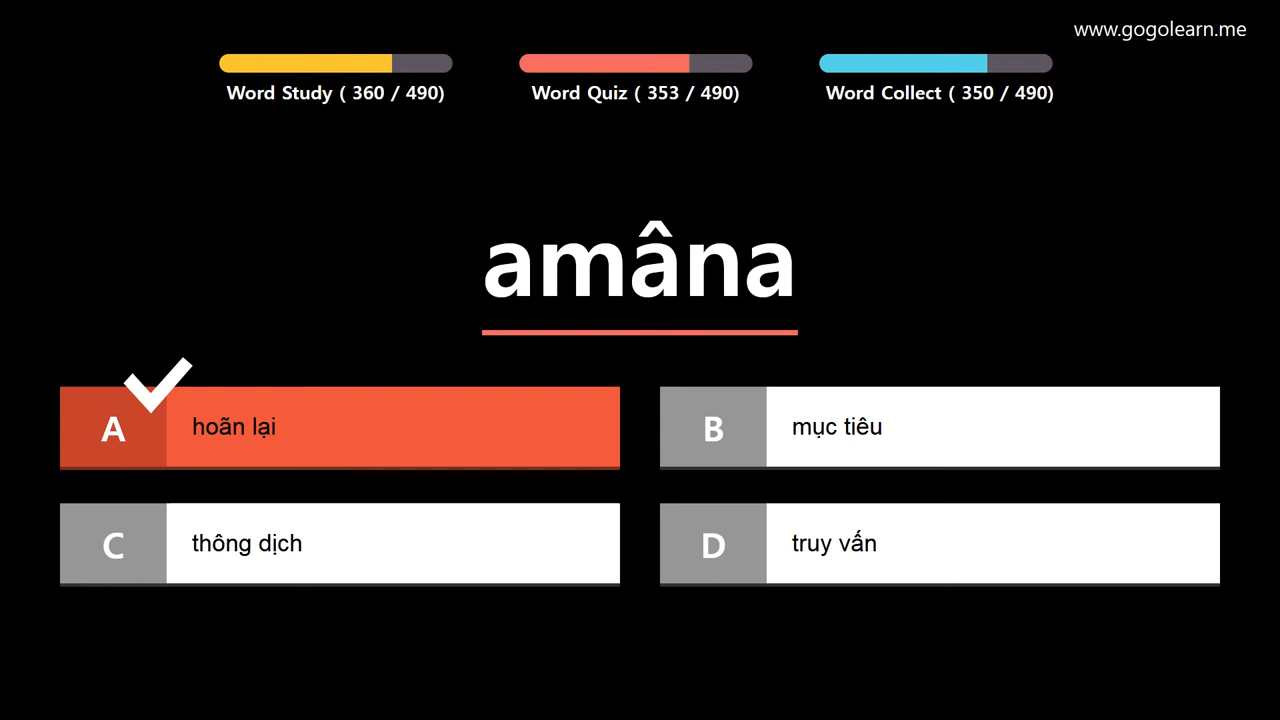 www.gogolearn.me
Word Study ( 360 / 490)
Word Quiz ( 353 / 490)
Word Collect ( 350 / 490)
amâna
A hoãn lại
B mục tiêu
C thông dịch
D truy vấn